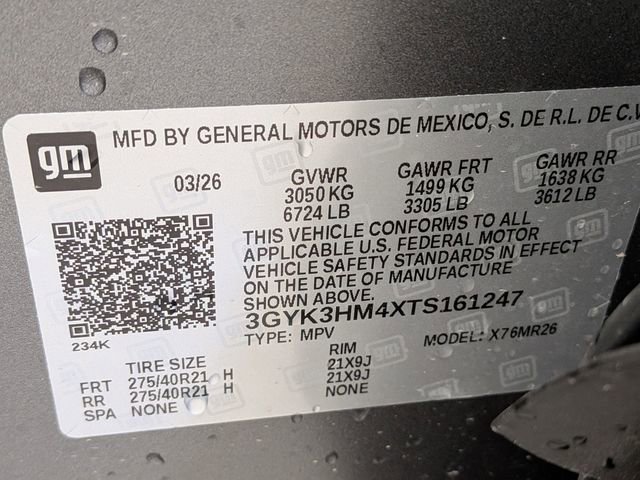 gm
MFD BY GENERAL MOTORS DE MEXICO, S. DE R.L. DE C.V
03/26
GVWR
3050 KG
6724 LB
GAWR FRT
1499 KG
3305 LB
GAWR RR
1638 KG
3612 LB
THIS VEHICLE CONFORMS TO ALL
APPLICABLE U.S. FEDERAL MOTOR
VEHICLE SAFETY STANDARDS IN EFFECT
ON THE DATE OF MANUFACTURE
SHOWN ABOVE.
3GYK3HM4XTS161247
234K
TYPE: MPV
MODEL: X76MR26
TIRE SIZE RIM
FRT 275/40R21 H 21X9J
RR 275/40R21 H 21X9J
SPA NONE NONE